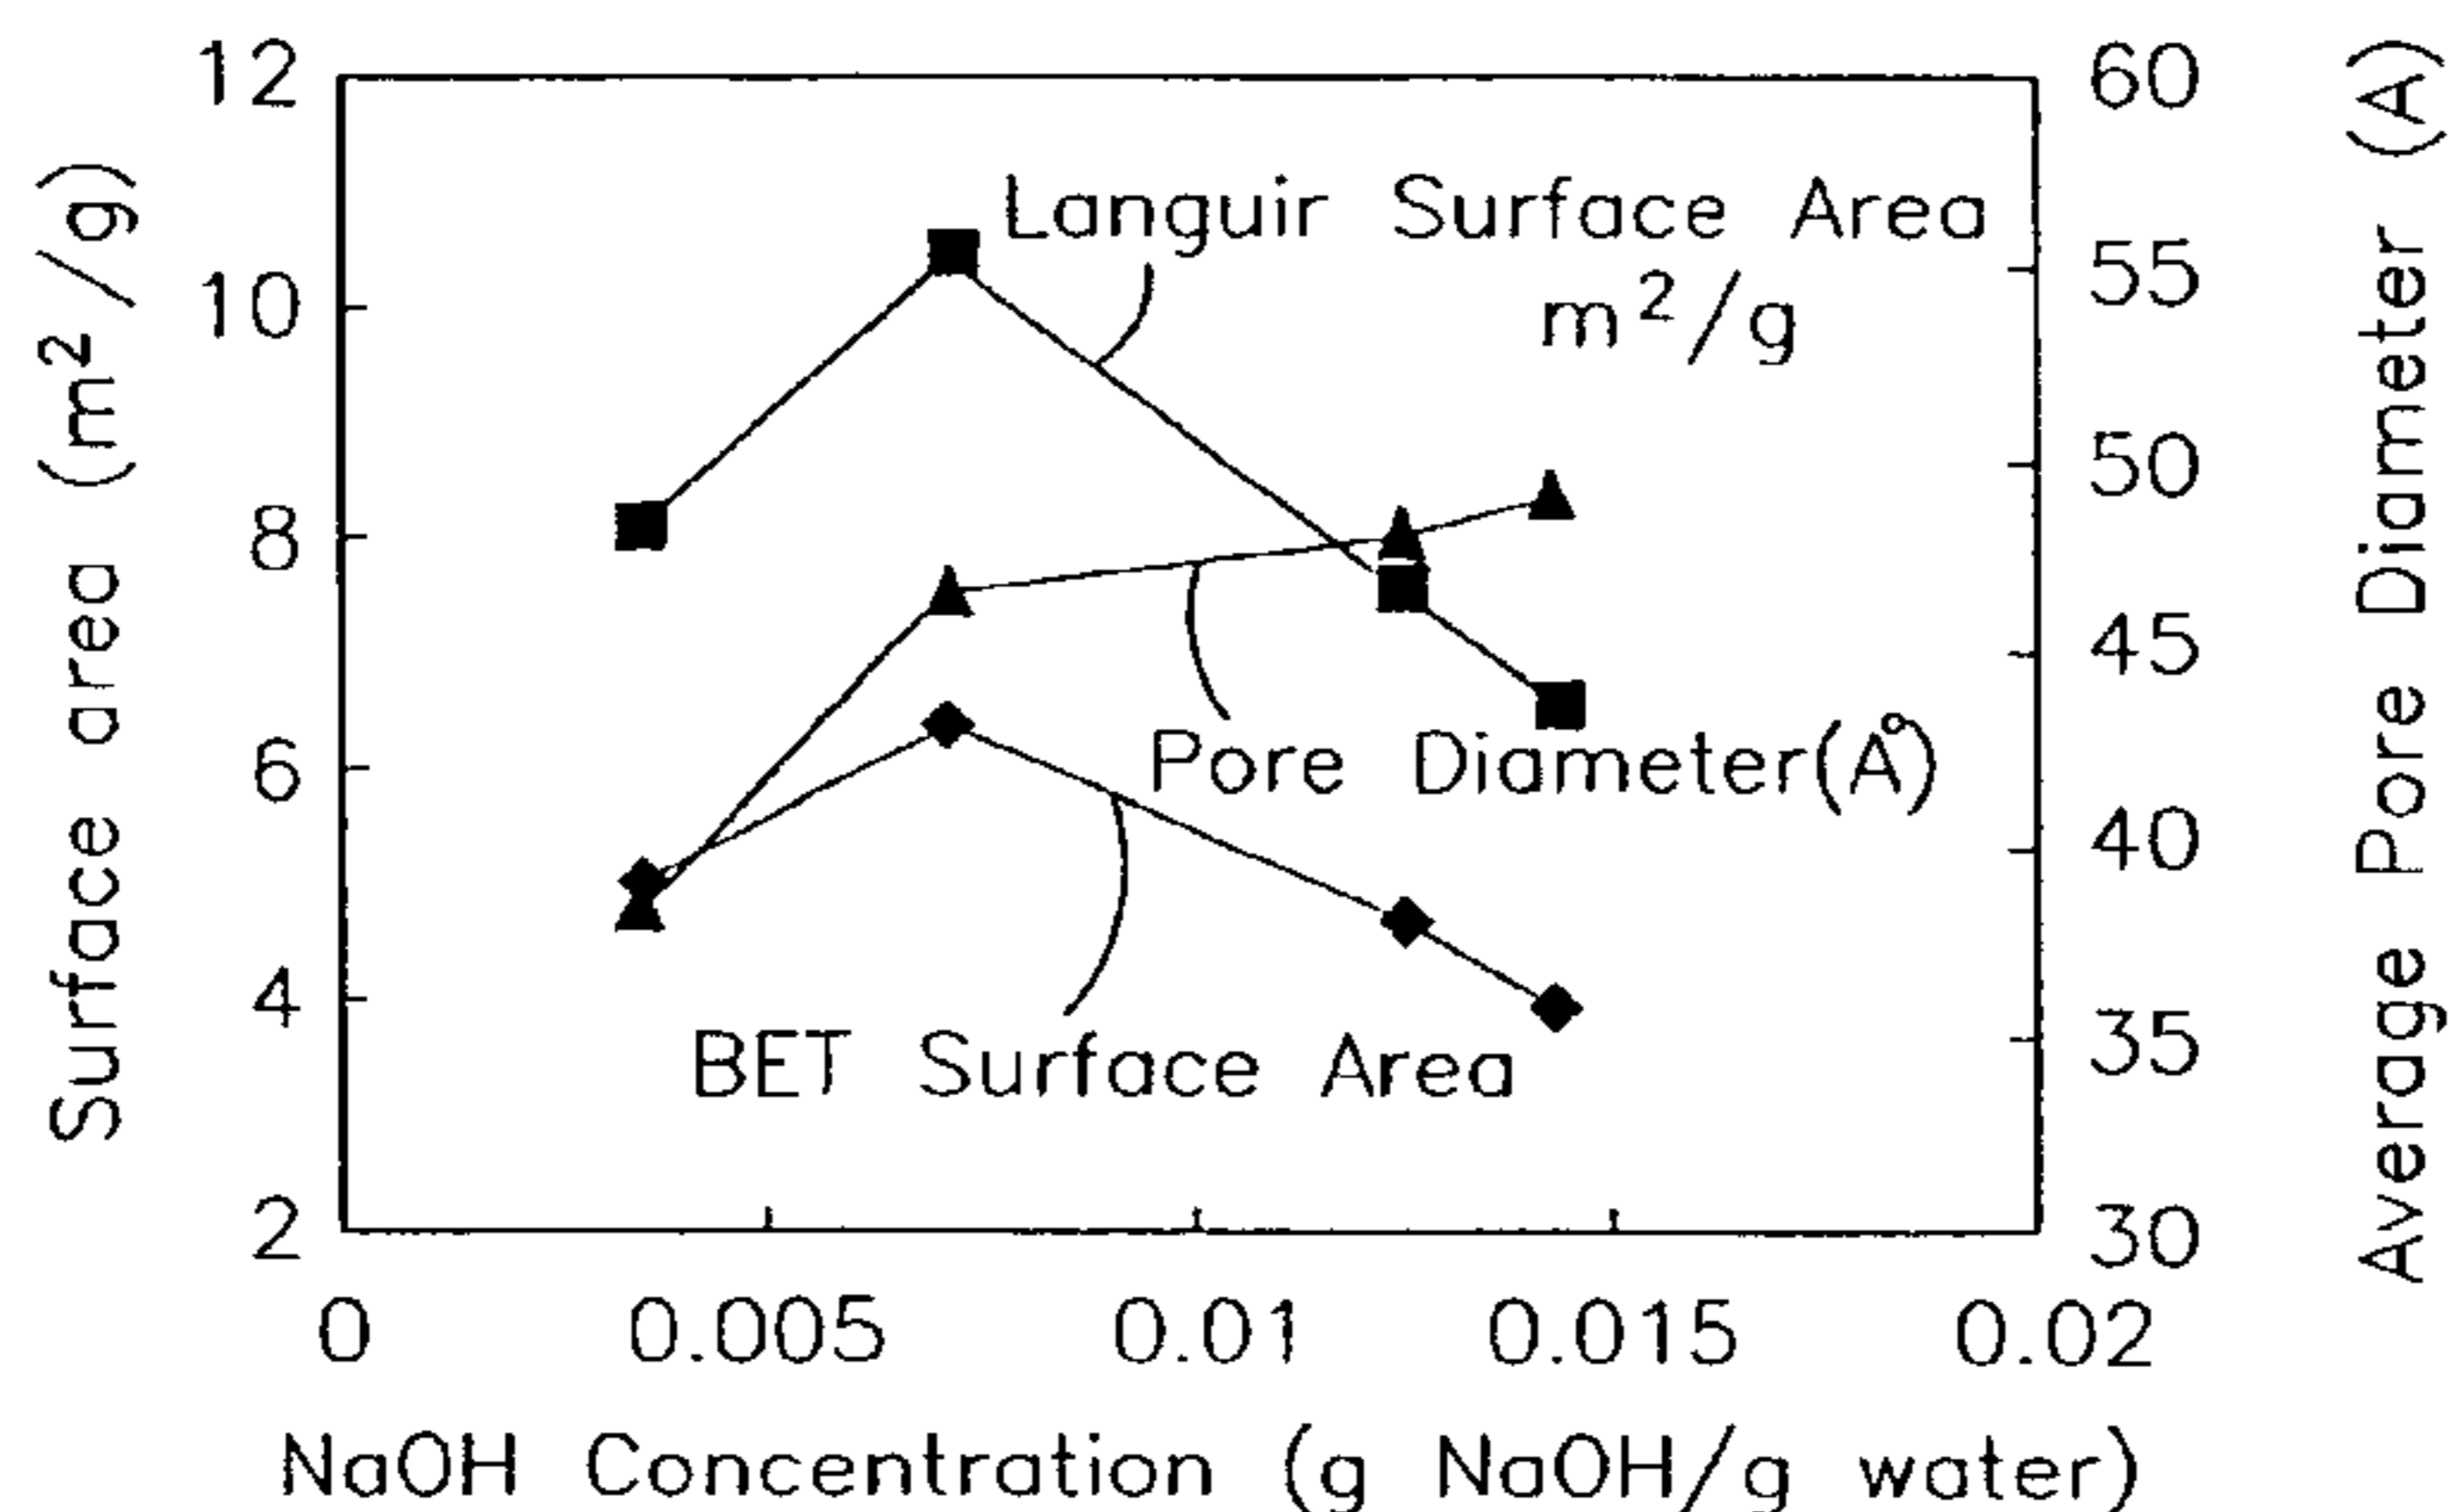 Surface area (m²/g)
12
10
8
6
4
2
Languir Surface Area
m²/g
Pore Diameter(Å)
BET Surface Area
60
55
50
45
40
35
30
Average Pore Diameter (A)
0 0.005 0.01 0.015 0.02
NaOH Concentration (g NaOH/g water)